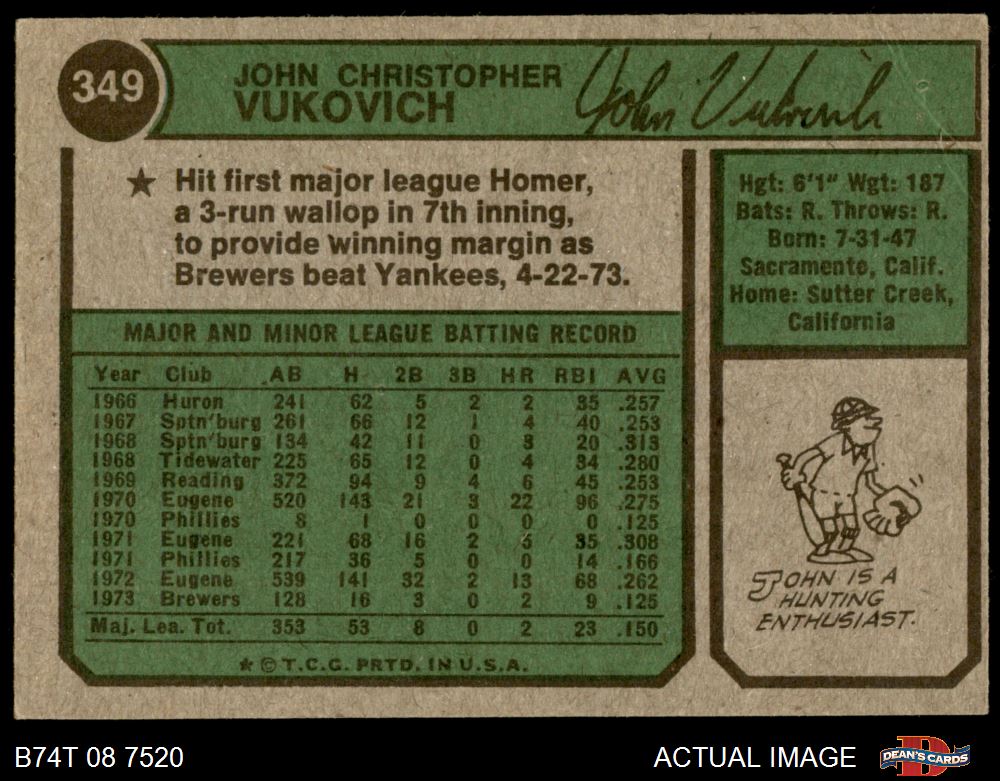 349
JOHN CHRISTOPHER
VUKOVICH
John Vukovich
★ Hit first major league Homer,
a 3-run wallop in 7th inning,
to provide winning margin as
Brewers beat Yankees, 4-22-73.
Hgt: 6'1" Wgt: 187
Bats: R. Throws: R.
Born: 7-31-47
Sacramento, Calif.
Home: Sutter Creek,
California
MAJOR AND MINOR LEAGUE BATTING RECORD
Year Club AB H 2B 3B HR RBI AVG
1966 Huron 241 62 5 2 2 35 .257
1967 Sptn'burg 261 66 12 1 4 40 .253
1968 Sptn'burg 134 42 11 0 3 20 .313
1968 Tidewater 225 65 12 0 4 34 .280
1969 Reading 372 94 9 4 6 45 .253
1970 Eugene 520 143 21 3 22 96 .275
1970 Phillies 8 1 0 0 0 0 .125
1971 Eugene 221 68 16 2 3 35 .308
1971 Phillies 217 36 5 0 0 14 .166
1972 Eugene 539 141 32 2 13 68 .262
1973 Brewers 128 16 3 0 2 9 .125
Maj. Lea. Tot. 353 53 8 0 2 23 .150
★ © T.C.G. PRTD. IN U.S.A.
JOHN IS A
HUNTING
ENTHUSIAST.
B74T 08 7520
ACTUAL IMAGE
DEAN'S CARDS